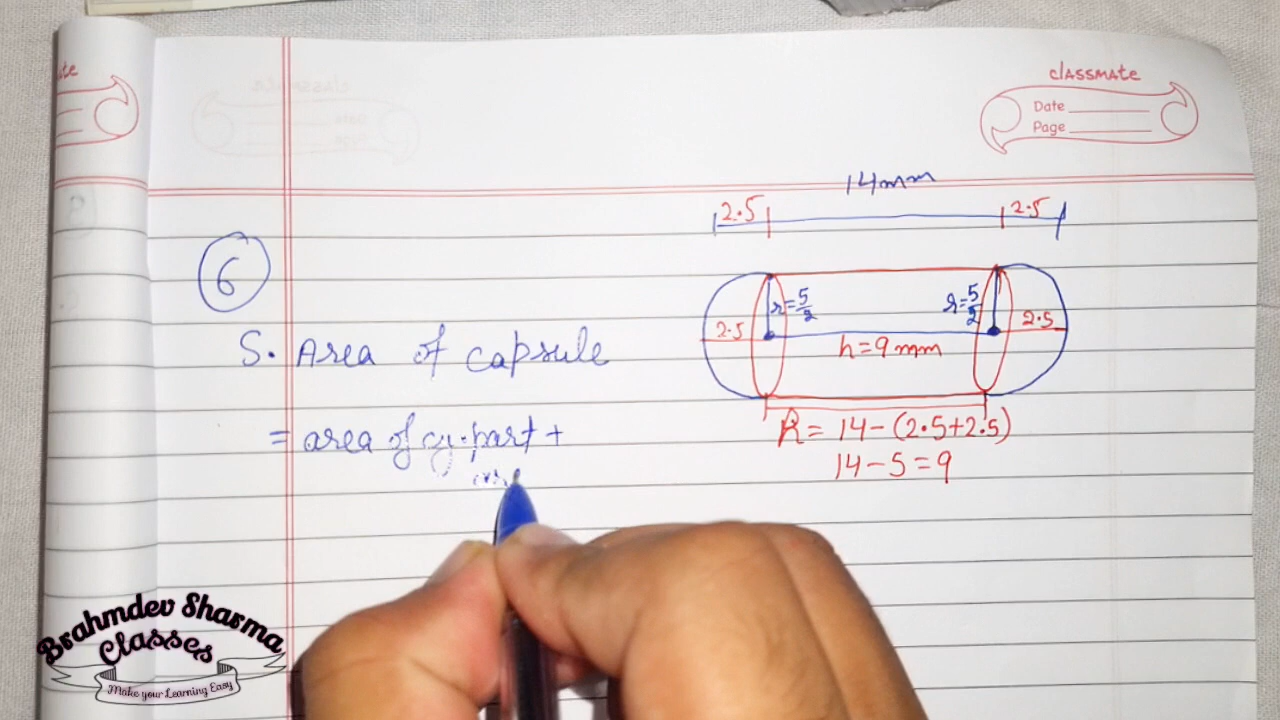 classmate
Date
Page
14mm
2.5 2.5
6
r=5/2 r=5/2
2.5 2.5
h=9mm
S. Area of capsule
= area of cy. part +
h= 14-(2.5+2.5)
14-5=9
Brahmdev Sharma
Classes
Make your Learning Easy